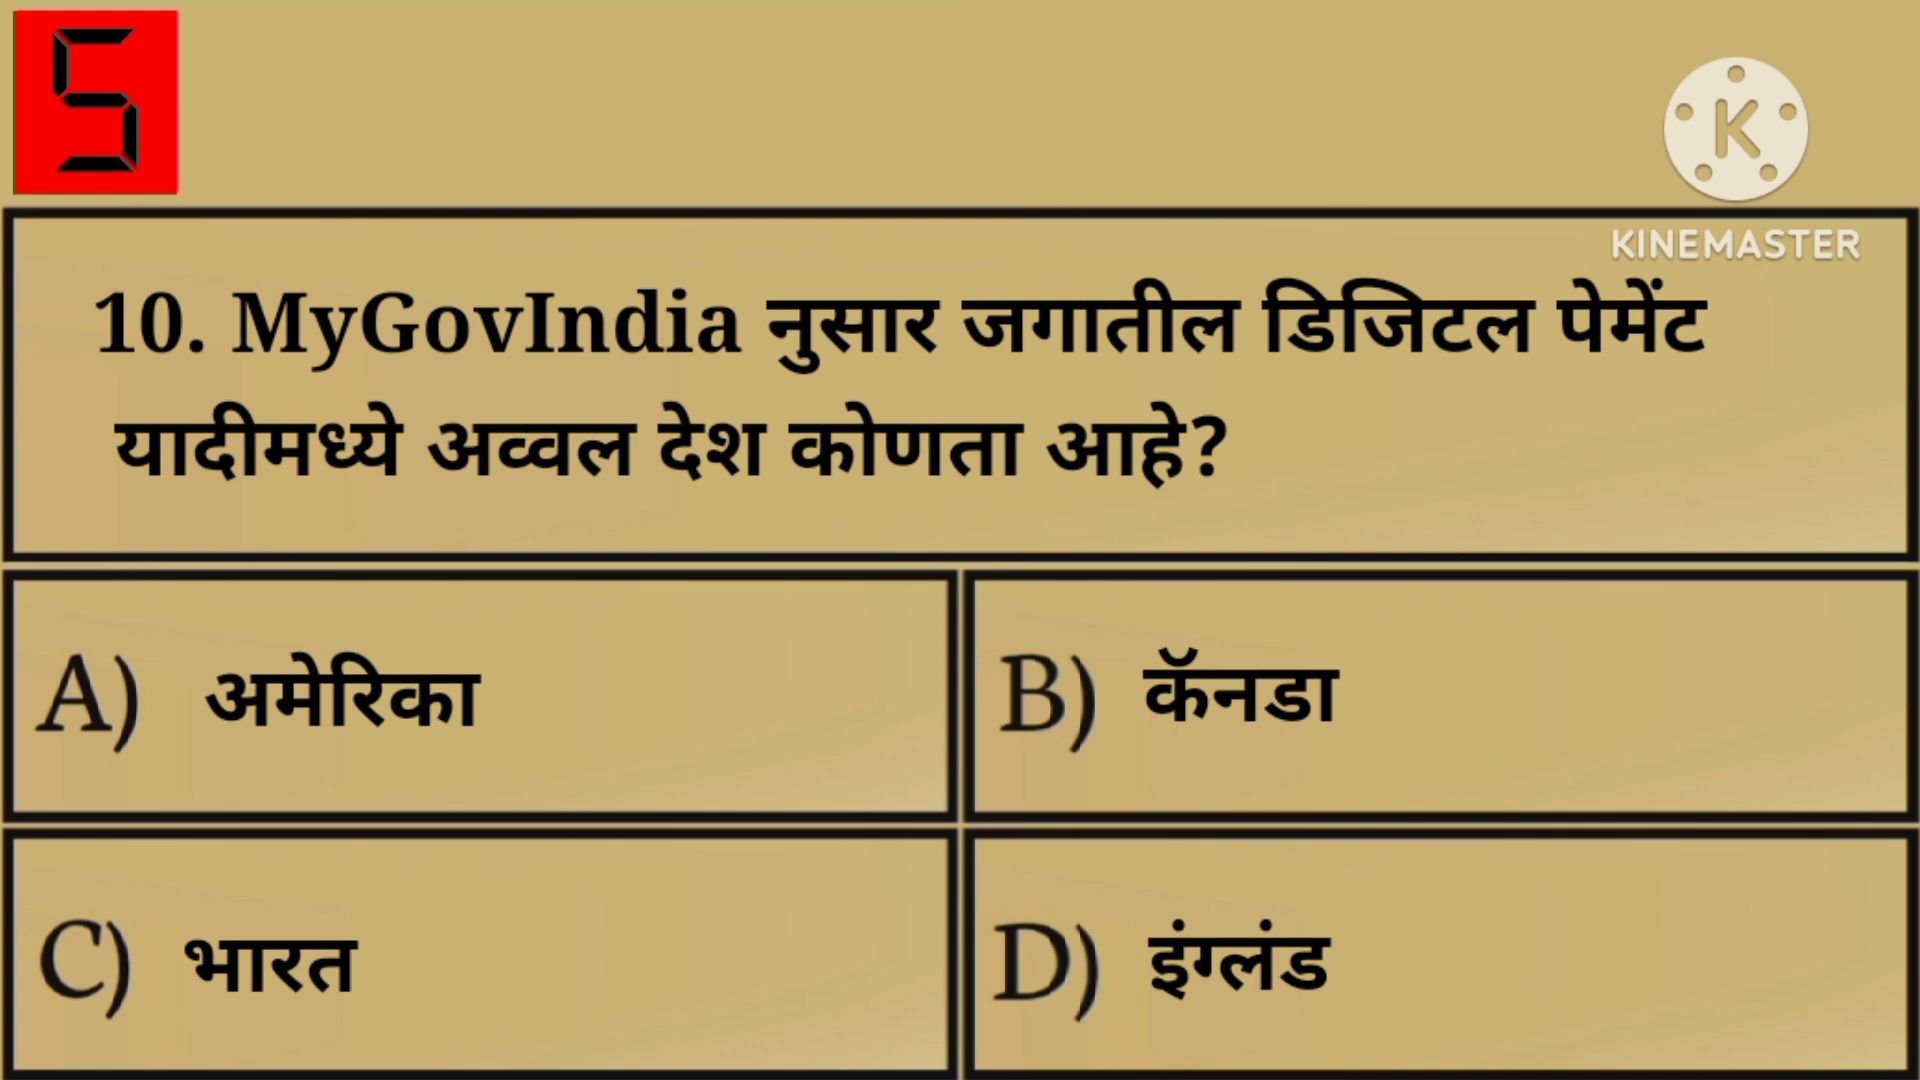 5
KINEMASTER
10. MyGovIndia नुसार जगातील डिजिटल पेमेंट
यादीमध्ये अव्वल देश कोणता आहे?
A) अमेरिका
B) कॅनडा
C) भारत
D) इंग्लंड